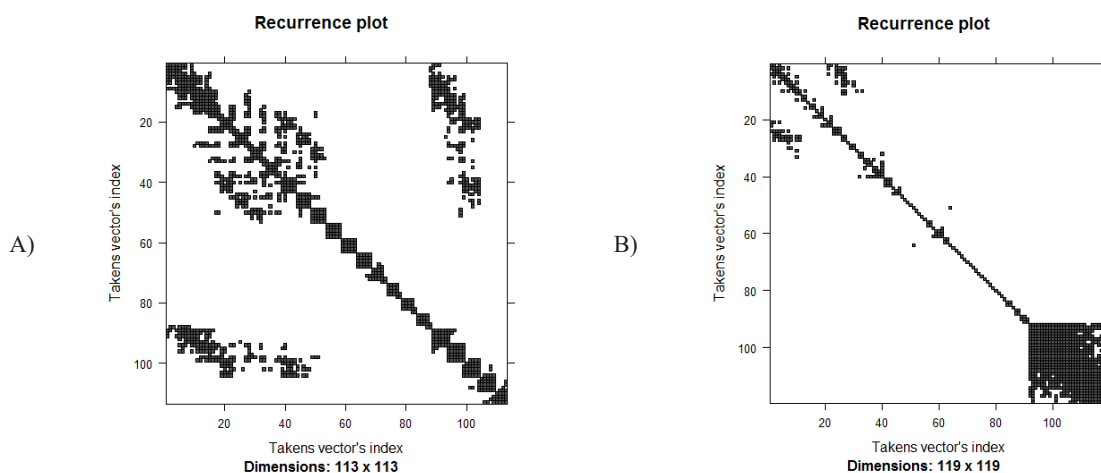 Recurrence plot
A)
Takens vector's index
20
40
60
80
100
20 40 60 80 100
Takens vector's index
Dimensions: 113 x 113
Recurrence plot
B)
Takens vector's index
20
40
60
80
100
20 40 60 80 100
Takens vector's index
Dimensions: 119 x 119